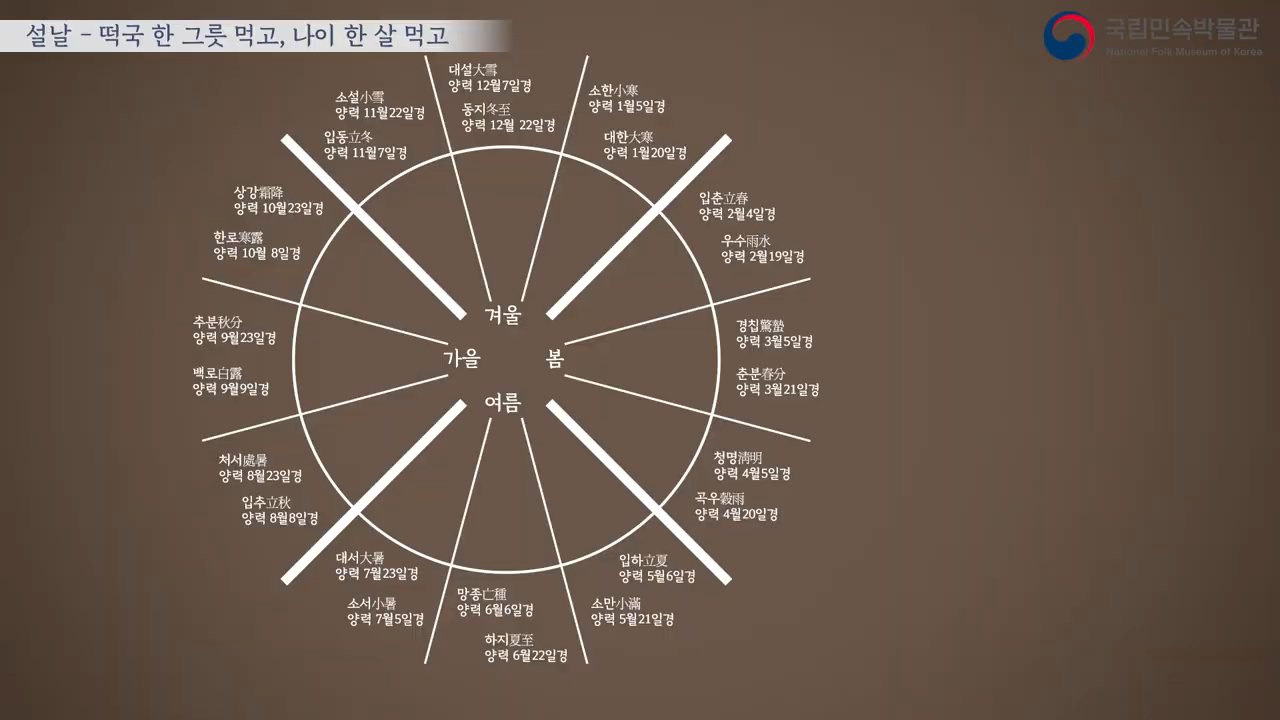 설날 - 떡국 한 그릇 먹고, 나이 한 살 먹고
국립민속박물관
National Folk Museum of Korea
대설大雪
양력 12월7일경
동지冬至
양력 12월 22일경
소한小寒
양력 1월5일경
대한大寒
양력 1월20일경
입춘立春
양력 2월4일경
우수雨水
양력 2월19일경
경칩驚蟄
양력 3월5일경
춘분春分
양력 3월21일경
청명淸明
양력 4월5일경
곡우穀雨
양력 4월20일경
입하立夏
양력 5월6일경
소만小滿
양력 5월21일경
망종亡種
양력 6월6일경
하지夏至
양력 6월22일경
대서大暑
양력 7월23일경
소서小暑
양력 7월5일경
처서處暑
양력 8월23일경
입추立秋
양력 8월8일경
추분秋分
양력 9월23일경
백로白露
양력 9월9일경
상강霜降
양력 10월23일경
한로寒露
양력 10월 8일경
소설小雪
양력 11월22일경
입동立冬
양력 11월7일경
겨울
가을
봄
여름